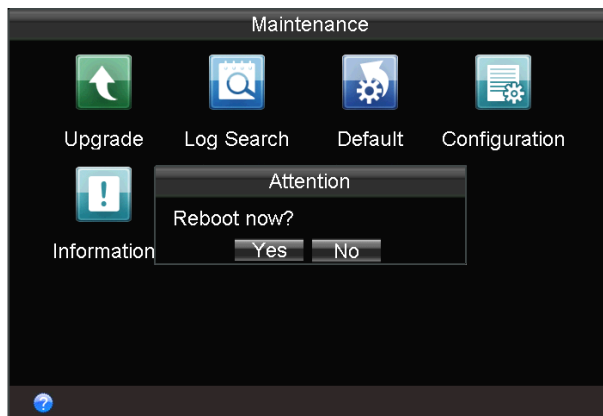 Maintenance
Upgrade
Log Search
Default
Configuration
Information
Attention
Reboot now?
Yes
No